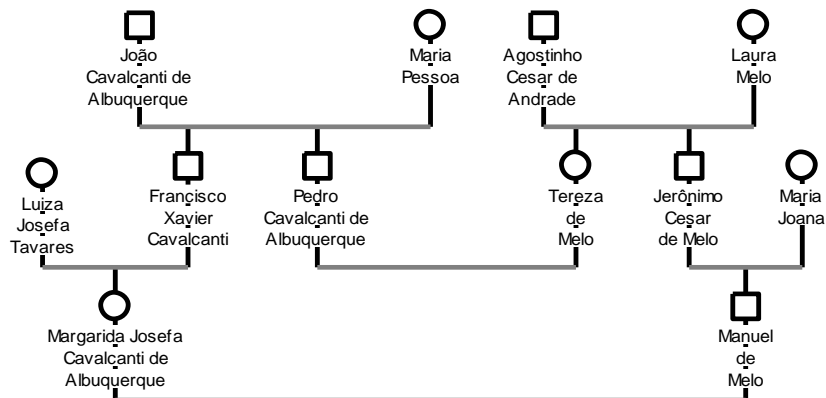 João
Cavalcanti de
Albuquerque
Maria
Pessoa
Agostinho
Cesar de
Andrade
Laura
Melo
Luiza
Josefa
Tavares
Francisco
Xavier
Cavalcanti
Pedro
Cavalcanti de
Albuquerque
Tereza
de
Melo
Jerônimo
Cesar
de Melo
Maria
Joana
Margarida Josefa
Cavalcanti de
Albuquerque
Manuel
de
Melo